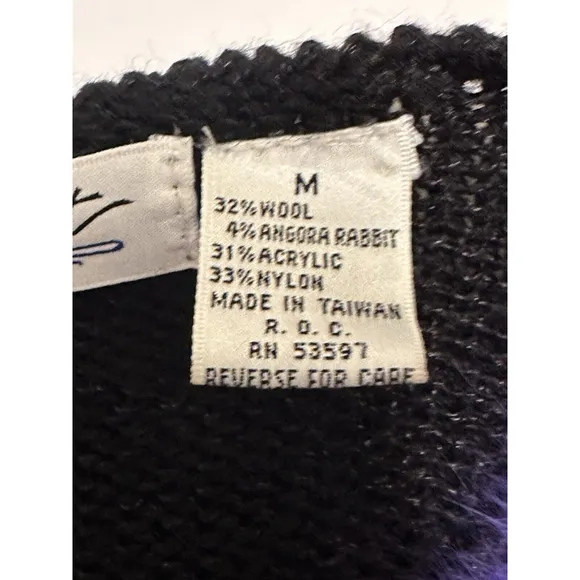 M
32% WOOL
4% ANGORA RABBIT
31% ACRYLIC
33% NYLON
MADE IN TAIWAN
R. O. C.
RN 53597
REVERSE FOR CARE